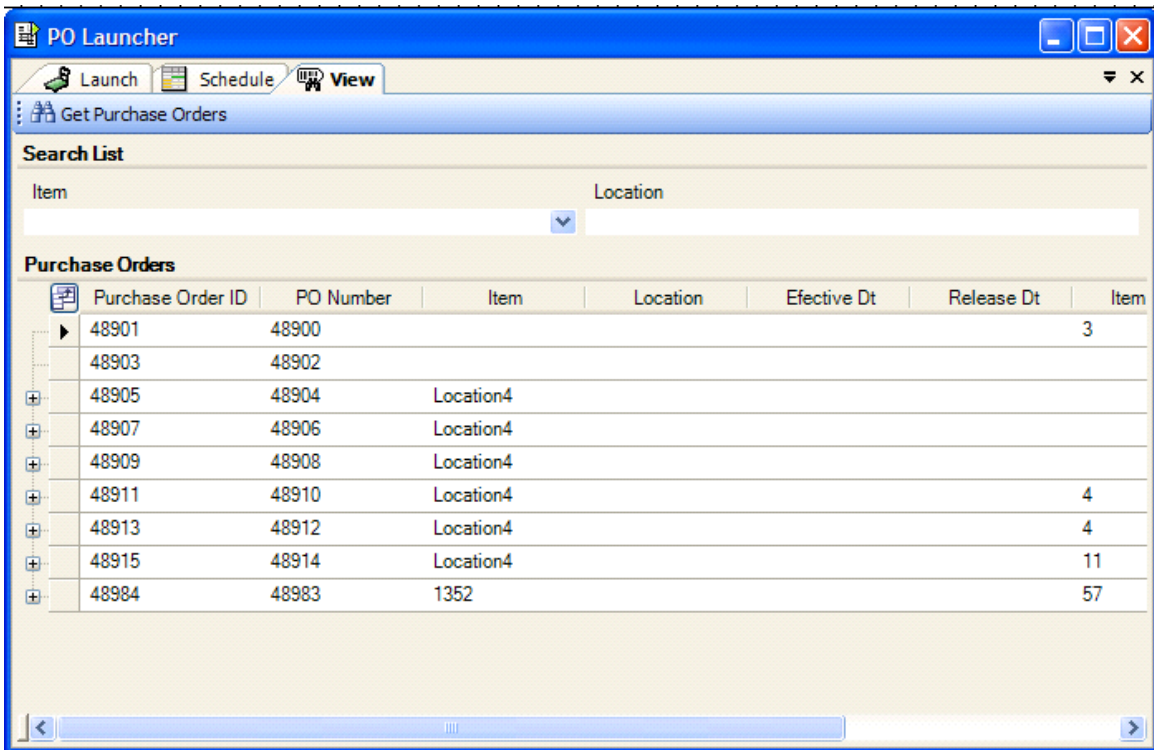 PO Launcher
Launch Schedule View
Get Purchase Orders
Search List
Item Location
Purchase Orders
Purchase Order ID PO Number Item Location Efective Dt Release Dt Item
48901 48900 3
48903 48902
48905 48904 Location4
48907 48906 Location4
48909 48908 Location4
48911 48910 Location4 4
48913 48912 Location4 4
48915 48914 Location4 11
48984 48983 1352 57